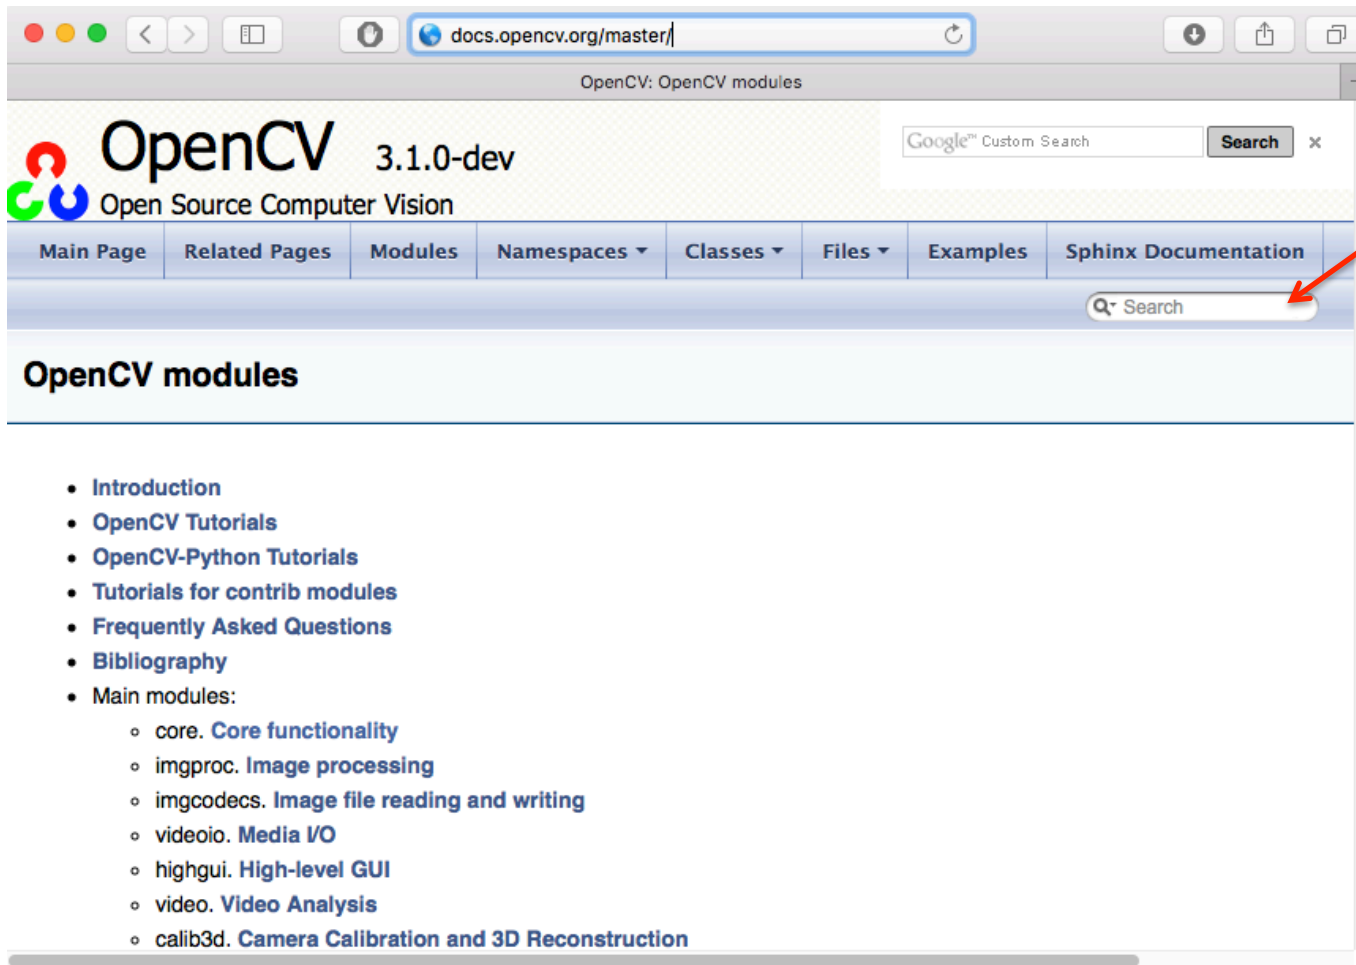 docs.opencv.org/master/
OpenCV: OpenCV modules
OpenCV 3.1.0-dev
Open Source Computer Vision
Google™ Custom Search Search ×
Main Page Related Pages Modules Namespaces Classes Files Examples Sphinx Documentation
Search
OpenCV modules
• Introduction
• OpenCV Tutorials
• OpenCV-Python Tutorials
• Tutorials for contrib modules
• Frequently Asked Questions
• Bibliography
• Main modules:
◦ core. Core functionality
◦ imgproc. Image processing
◦ imgcodecs. Image file reading and writing
◦ videoio. Media I/O
◦ highgui. High-level GUI
◦ video. Video Analysis
◦ calib3d. Camera Calibration and 3D Reconstruction